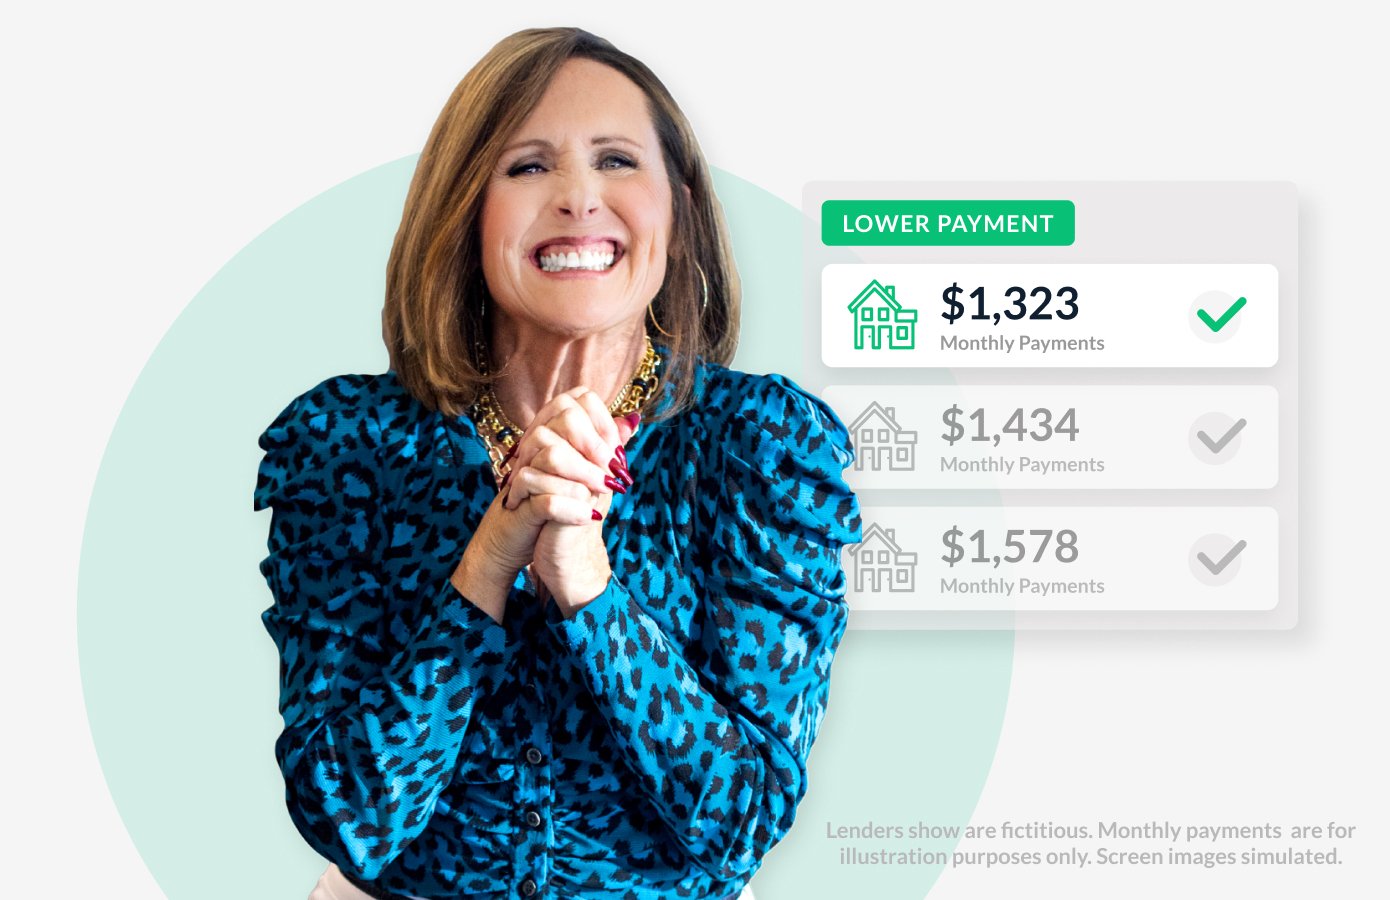 LOWER PAYMENT
$1,323
Monthly Payments
$1,434
Monthly Payments
$1,578
Monthly Payments
Lenders show are fictitious. Monthly payments are for
illustration purposes only. Screen images simulated.